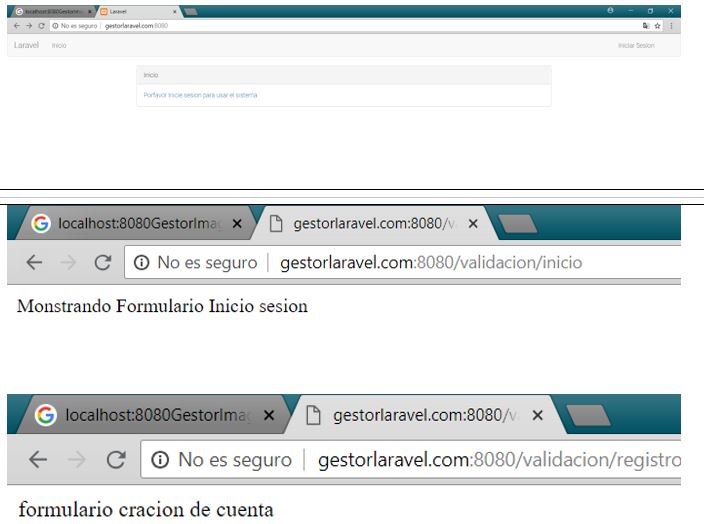 localhost:8080GestorIma
Laravel
No es seguro | gestorlaravel.com:8080
Laravel Inicio Iniciar Sesion
Inicio
Porfavor Inicie sesion para usar el sistema
localhost:8080GestorImag
gestorlaravel.com:8080/v
No es seguro | gestorlaravel.com:8080/validacion/inicio
Monstrando Formulario Inicio sesion
localhost:8080GestorImag
gestorlaravel.com:8080/v
No es seguro | gestorlaravel.com:8080/validacion/registro
formulario cracion de cuenta